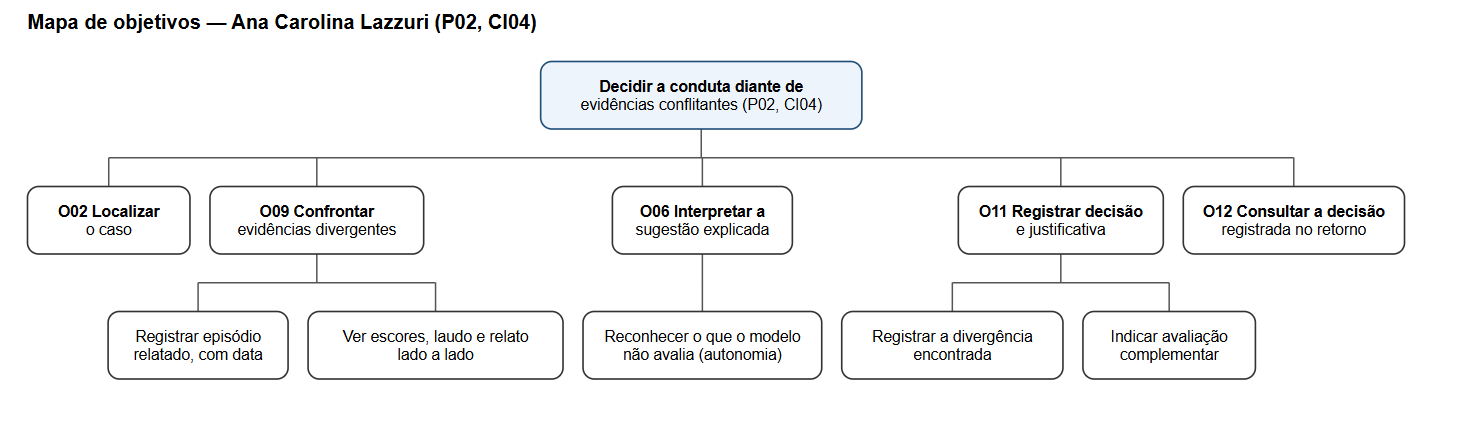 Mapa de objetivos — Ana Carolina Lazzuri (P02, CI04)
Decidir a conduta diante de
evidências conflitantes (P02, CI04)
O02 Localizar
o caso
O09 Confrontar
evidências divergentes
O06 Interpretar a
sugestão explicada
O11 Registrar decisão
e justificativa
O12 Consultar a decisão
registrada no retorno
Registrar episódio
relatado, com data
Ver escores, laudo e relato
lado a lado
Reconhecer o que o modelo
não avalia (autonomia)
Registrar a divergência
encontrada
Indicar avaliação
complementar